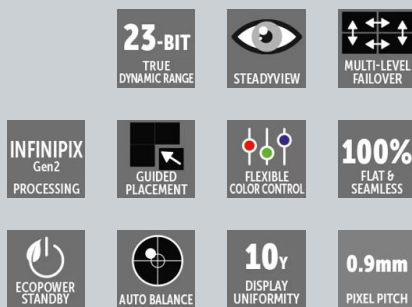 23-BIT
TRUE
DYNAMIC RANGE
STEADYVIEW
MULTI-LEVEL
FAILOVER
INFINIPIX
Gen2
PROCESSING
GUIDED
PLACEMENT
FLEXIBLE
COLOR CONTROL
100%
FLAT &
SEAMLESS
ECOPOWER
STANDBY
AUTO BALANCE
10Y
DISPLAY
UNIFORMITY
0.9mm
PIXEL PITCH